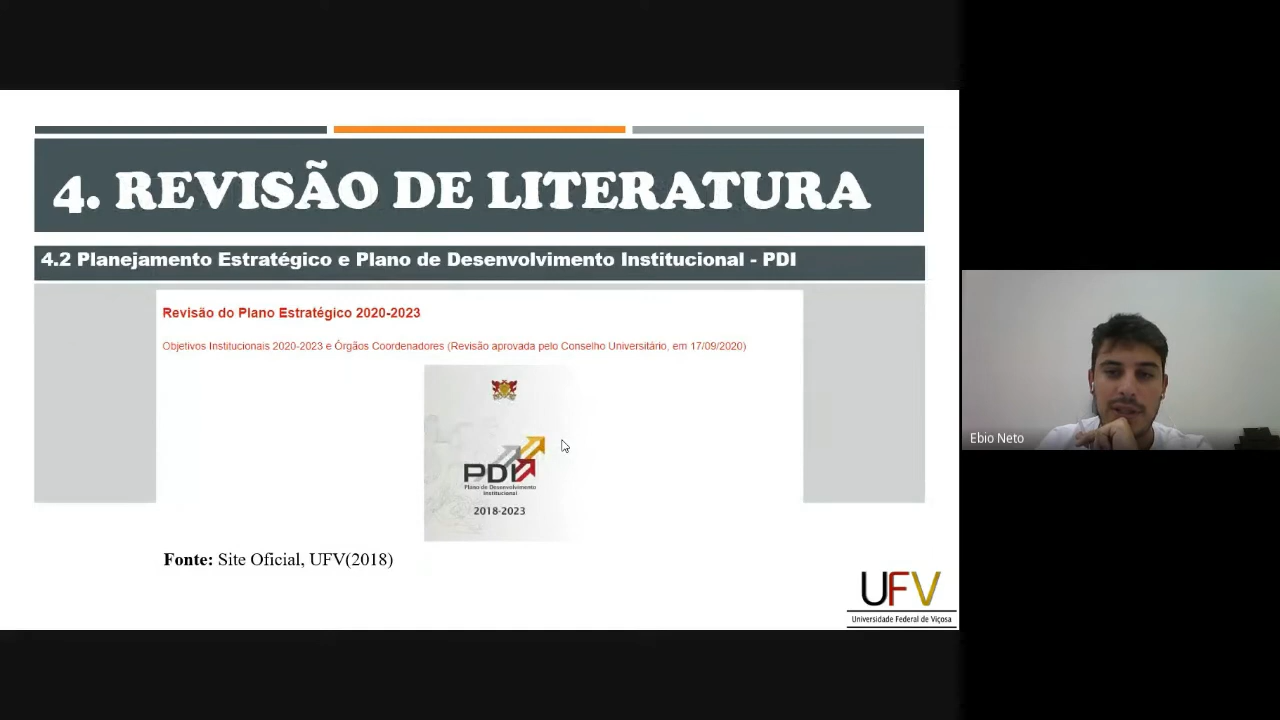 4. REVISÃO DE LITERATURA
4.2 Planejamento Estratégico e Plano de Desenvolvimento Institucional - PDI
Revisão do Plano Estratégico 2020-2023
Objetivos Institucionais 2020-2023 e Órgãos Coordenadores (Revisão aprovada pelo Conselho Universitário, em 17/09/2020)
PDI
Plano de Desenvolvimento
Institucional
2018-2023
Fonte: Site Oficial, UFV(2018)
UFV
Universidade Federal de Viçosa
Ebio Neto